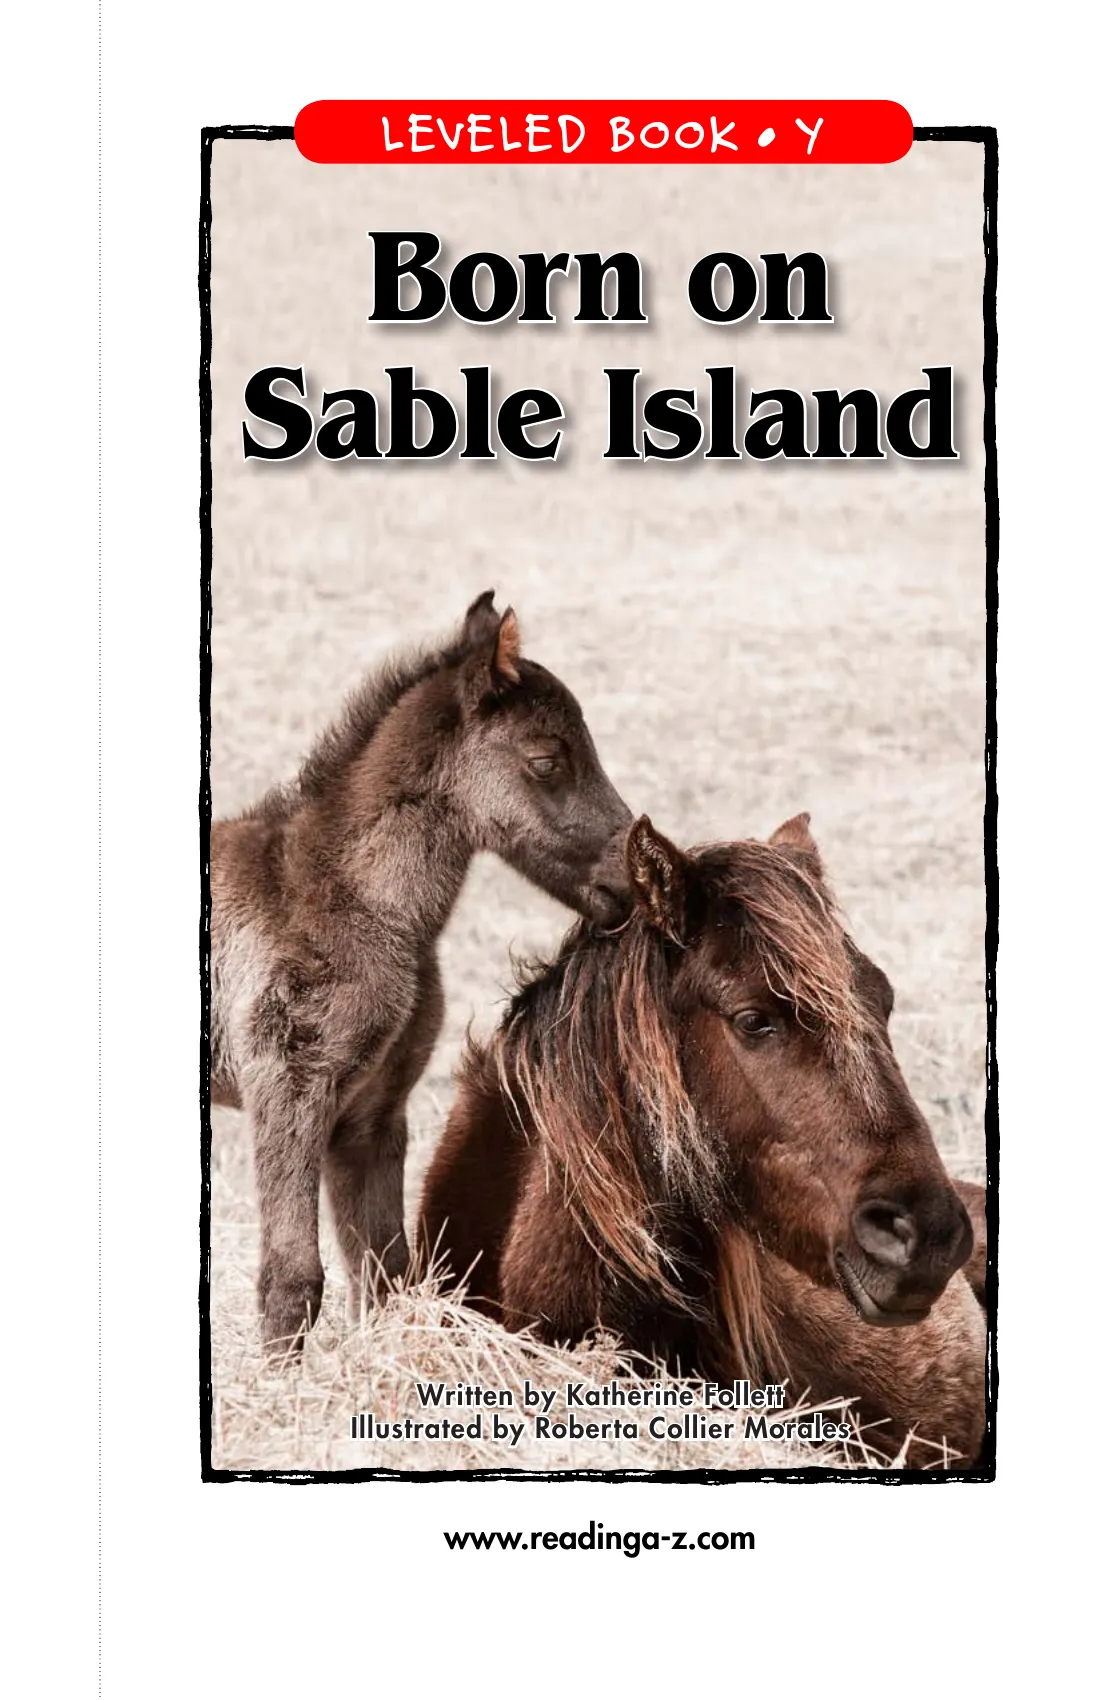 LEVELED BOOK • Y
Born on
Sable Island
Written by Katherine Follett
Illustrated by Roberta Collier Morales
www.readinga-z.com